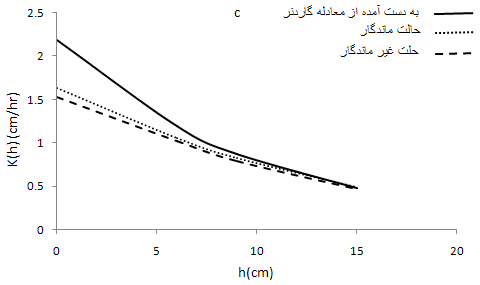 c
به دست آمده از معادله گاردنر
حالت ماندگار
حلت غیر ماندگار
K(h)(cm/hr)
2.5
2
1.5
1
0.5
0
0 5 10 15 20
h(cm)